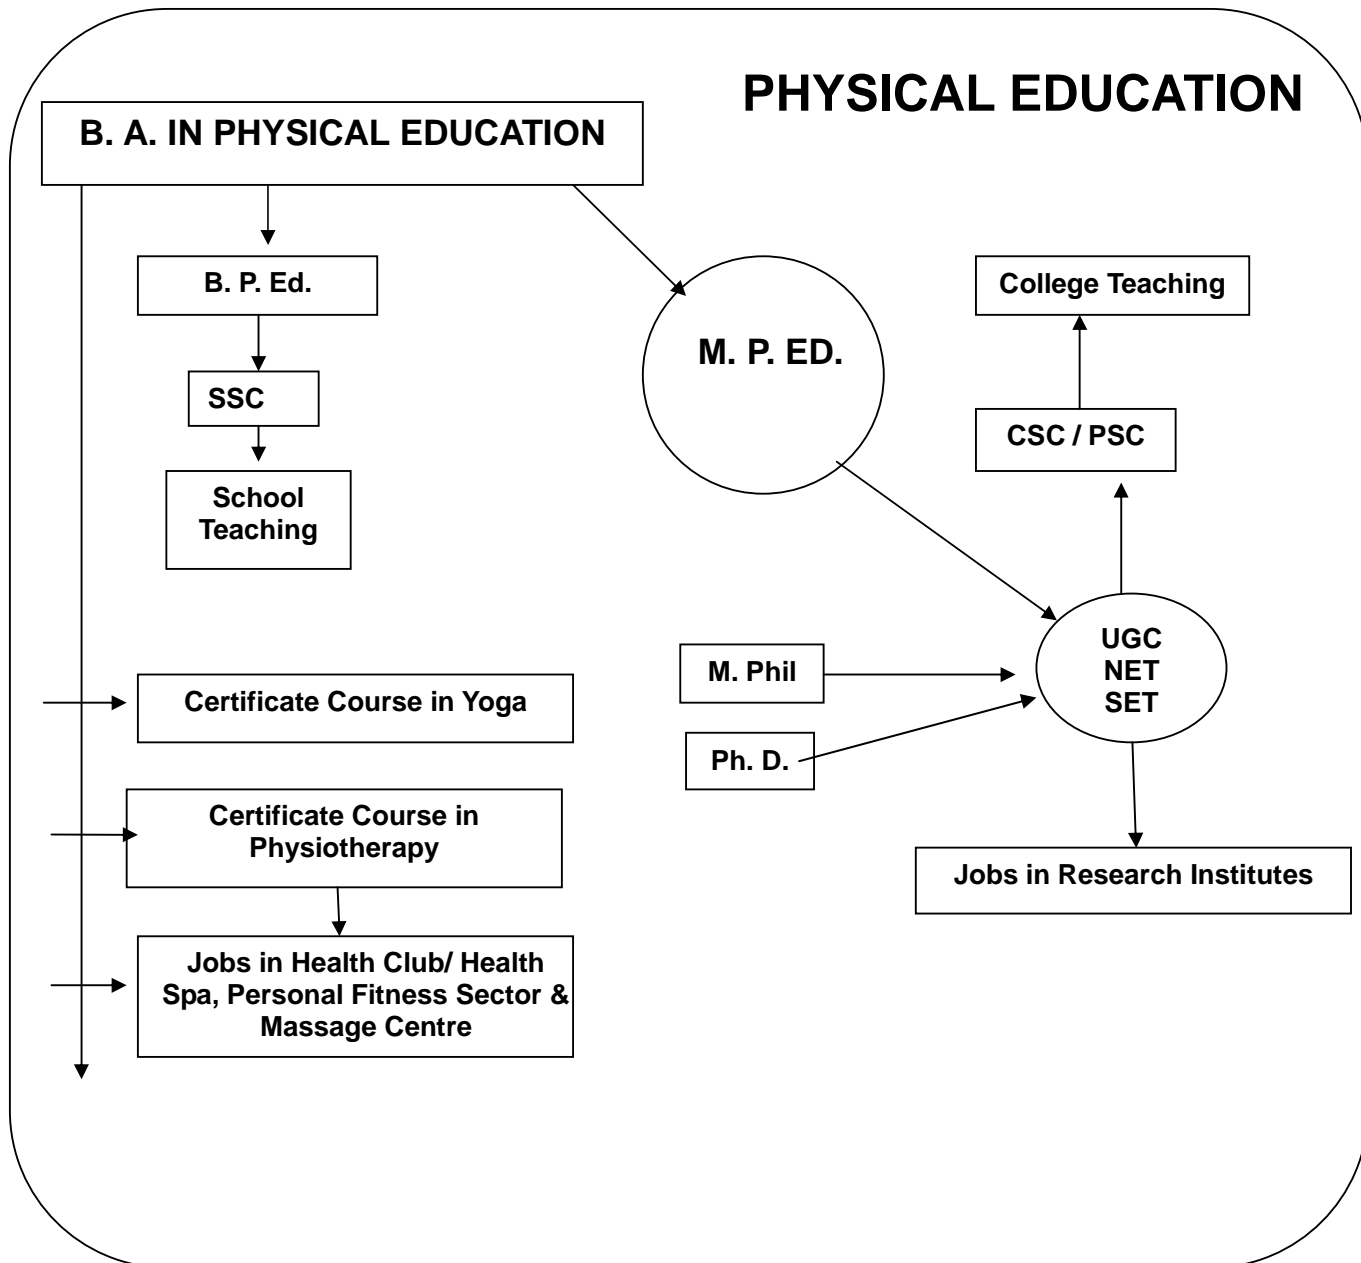 PHYSICAL EDUCATION
B. A. IN PHYSICAL EDUCATION
B. P. Ed.
SSC
School
Teaching
M. P. ED.
College Teaching
CSC / PSC
UGC
NET
SET
M. Phil
Ph. D.
Certificate Course in Yoga
Certificate Course in
Physiotherapy
Jobs in Health Club/ Health
Spa, Personal Fitness Sector &
Massage Centre
Jobs in Research Institutes